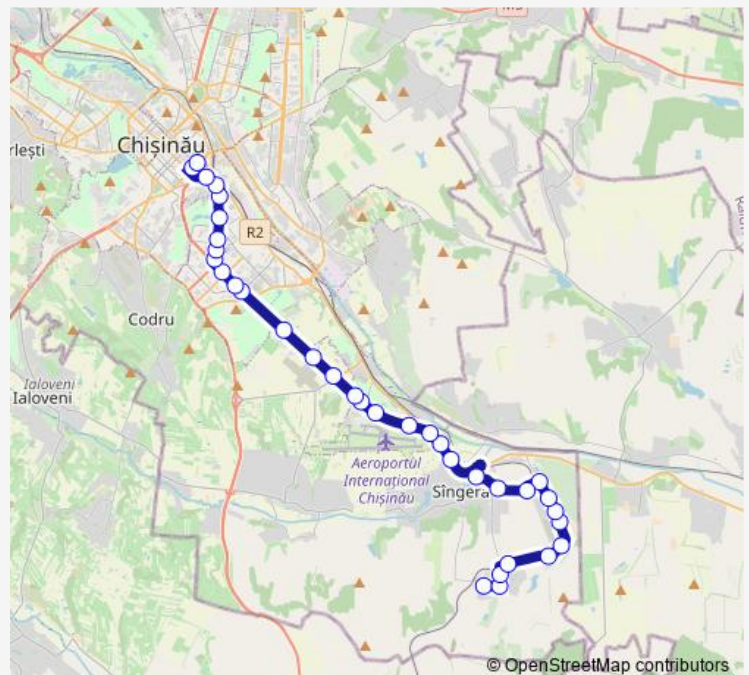 Chișinău
R2
Codru
Ialoveni
Ialoveni
Aeroportul
Internațional
Chișinău
Sîngera
© OpenStreetMap contributors